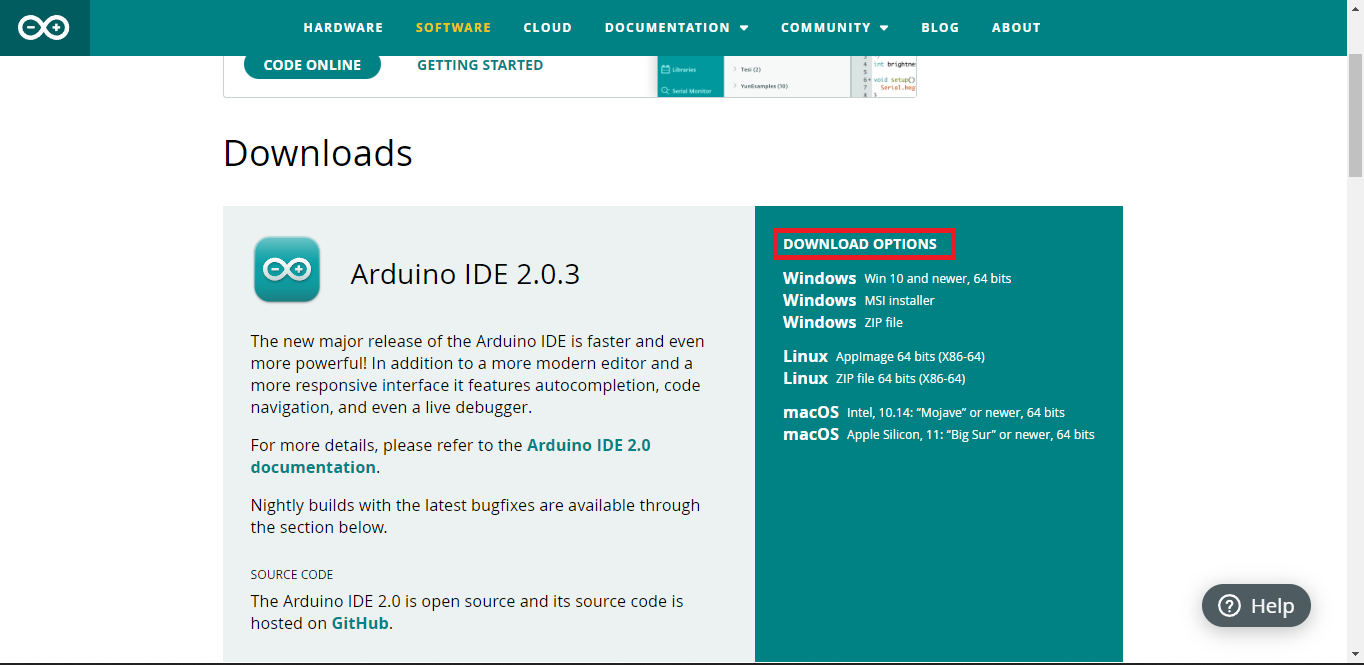 HARDWARE SOFTWARE CLOUD DOCUMENTATION COMMUNITY BLOG ABOUT
CODE ONLINE GETTING STARTED
Libraries
Serial Monitor
Tesi (2)
YunExamples (10)
4
5
6
7
8
int brightne
void setup()
Serial.beg
}
Downloads
Arduino IDE 2.0.3
The new major release of the Arduino IDE is faster and even
more powerful! In addition to a more modern editor and a
more responsive interface it features autocompletion, code
navigation, and even a live debugger.
For more details, please refer to the Arduino IDE 2.0
documentation.
Nightly builds with the latest bugfixes are available through
the section below.
SOURCE CODE
The Arduino IDE 2.0 is open source and its source code is
hosted on GitHub.
DOWNLOAD OPTIONS
Windows Win 10 and newer, 64 bits
Windows MSI installer
Windows ZIP file
Linux AppImage 64 bits (X86-64)
Linux ZIP file 64 bits (X86-64)
macOS Intel, 10.14: “Mojave” or newer, 64 bits
macOS Apple Silicon, 11: “Big Sur” or newer, 64 bits
Help